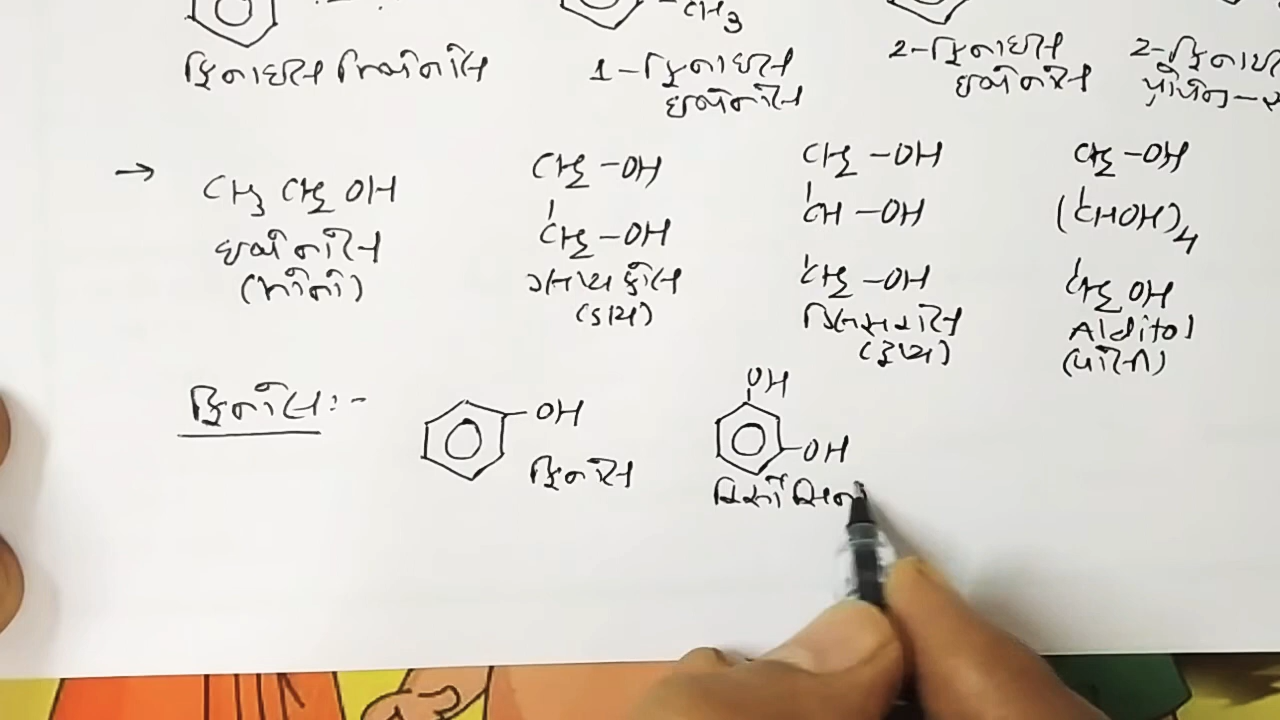 CH3
ફિનાઇલ મિથેનોલ
1-ફિનાઇલ
ઇથેનોલ
2-ફિનાઇલ
ઇથેનોલ
2-ફિનાઇ
→ CH3 CH2 OH
ઇથેનોલ
(મોનો)
CH2 -OH
CH2 -OH
ગ્લાયકોલ
(ડાય)
CH2 -OH
CH -OH
CH2 -OH
ગ્લિસરોલ
(ટ્રાય)
CH2 -OH
(CHOH)4
CH2 OH
Alditol
(પોલી)
ફિનોલ :-
OH
ફિનોલ
OH
OH